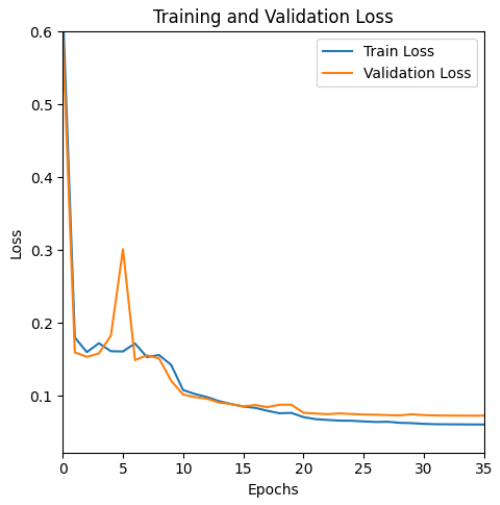 Training and Validation Loss
Train Loss
Validation Loss
0.6
0.5
0.4
0.3
0.2
0.1
Loss
0 5 10 15 20 25 30 35
Epochs